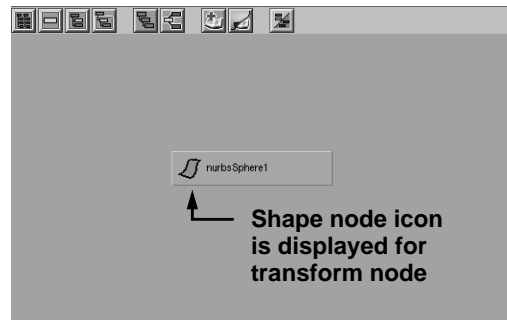 nurbsSphere1
Shape node icon
is displayed for
transform node